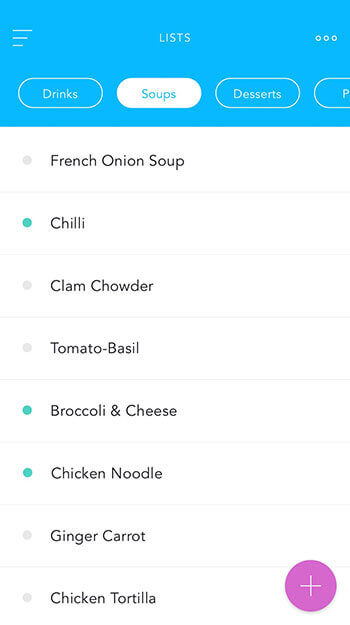 LISTS
Drinks Soups Desserts P
French Onion Soup
Chilli
Clam Chowder
Tomato-Basil
Broccoli & Cheese
Chicken Noodle
Ginger Carrot
Chicken Tortilla